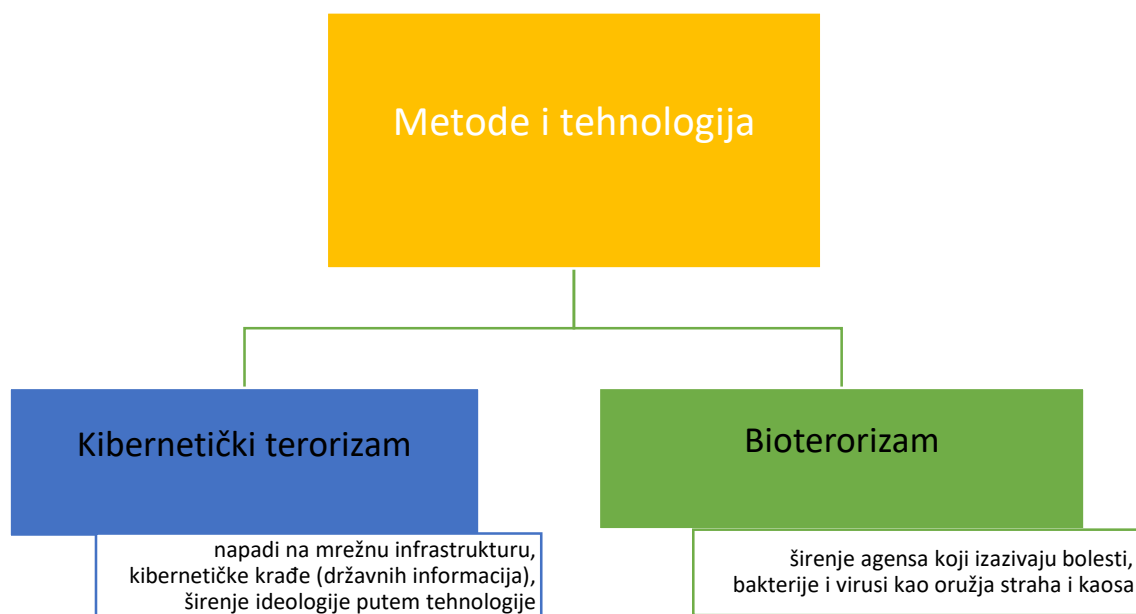 Metode i tehnologija
Kibernetički terorizam
napadi na mrežnu infrastrukturu,
kibernetičke krađe (državnih informacija),
širenje ideologije putem tehnologije
Bioterorizam
širenje agensa koji izazivaju bolesti,
bakterije i virusi kao oružja straha i kaosa